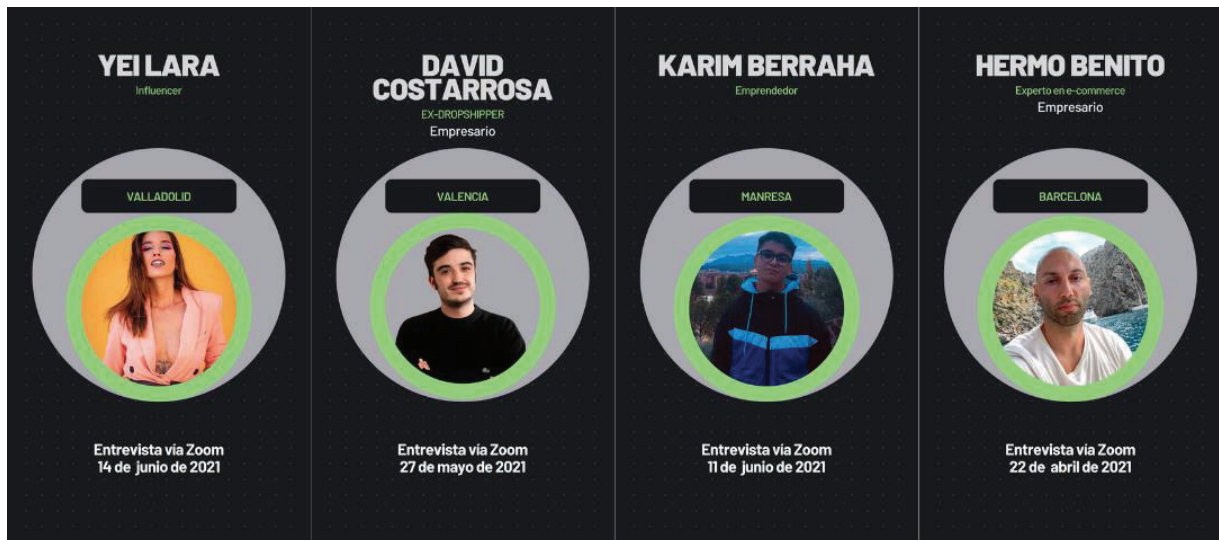 YEI LARA
Influencer
VALLADOLID
Entrevista vía Zoom
14 de junio de 2021
DAVID
COSTARROSA
EX-DROPSHIPPER
Empresario
VALENCIA
Entrevista vía Zoom
27 de mayo de 2021
KARIM BERRAHA
Emprendedor
MANRESA
Entrevista vía Zoom
11 de junio de 2021
HERMO BENITO
Experto en e-commerce
Empresario
BARCELONA
Entrevista vía Zoom
22 de abril de 2021